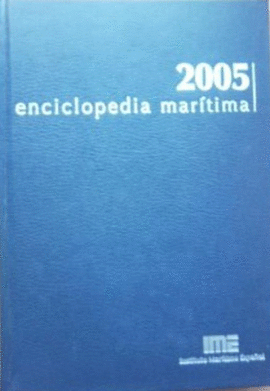 2005
enciclopedia marítima
IME
Instituto Marítimo Español